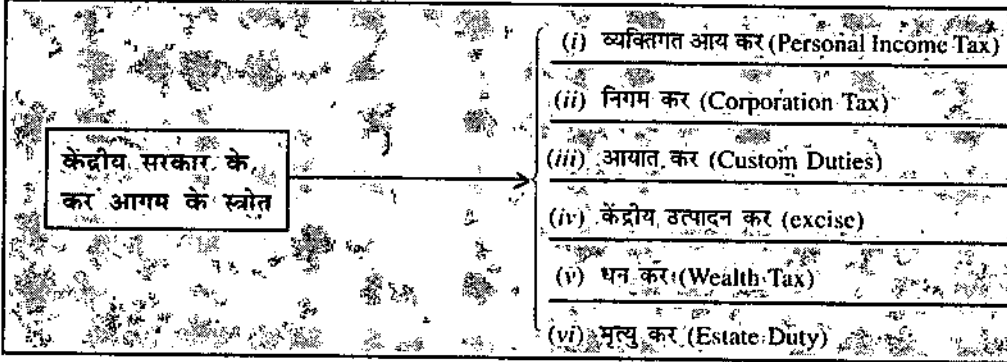 केंद्रीय सरकार के
कर आगम के स्त्रोत
(i) व्यक्तिगत आय कर (Personal Income Tax)
(ii) निगम कर (Corporation Tax)
(iii) आयात कर (Custom Duties)
(iv) केंद्रीय उत्पादन कर (excise)
(v) धन कर (Wealth Tax)
(vi) मृत्यु कर (Estate Duty)